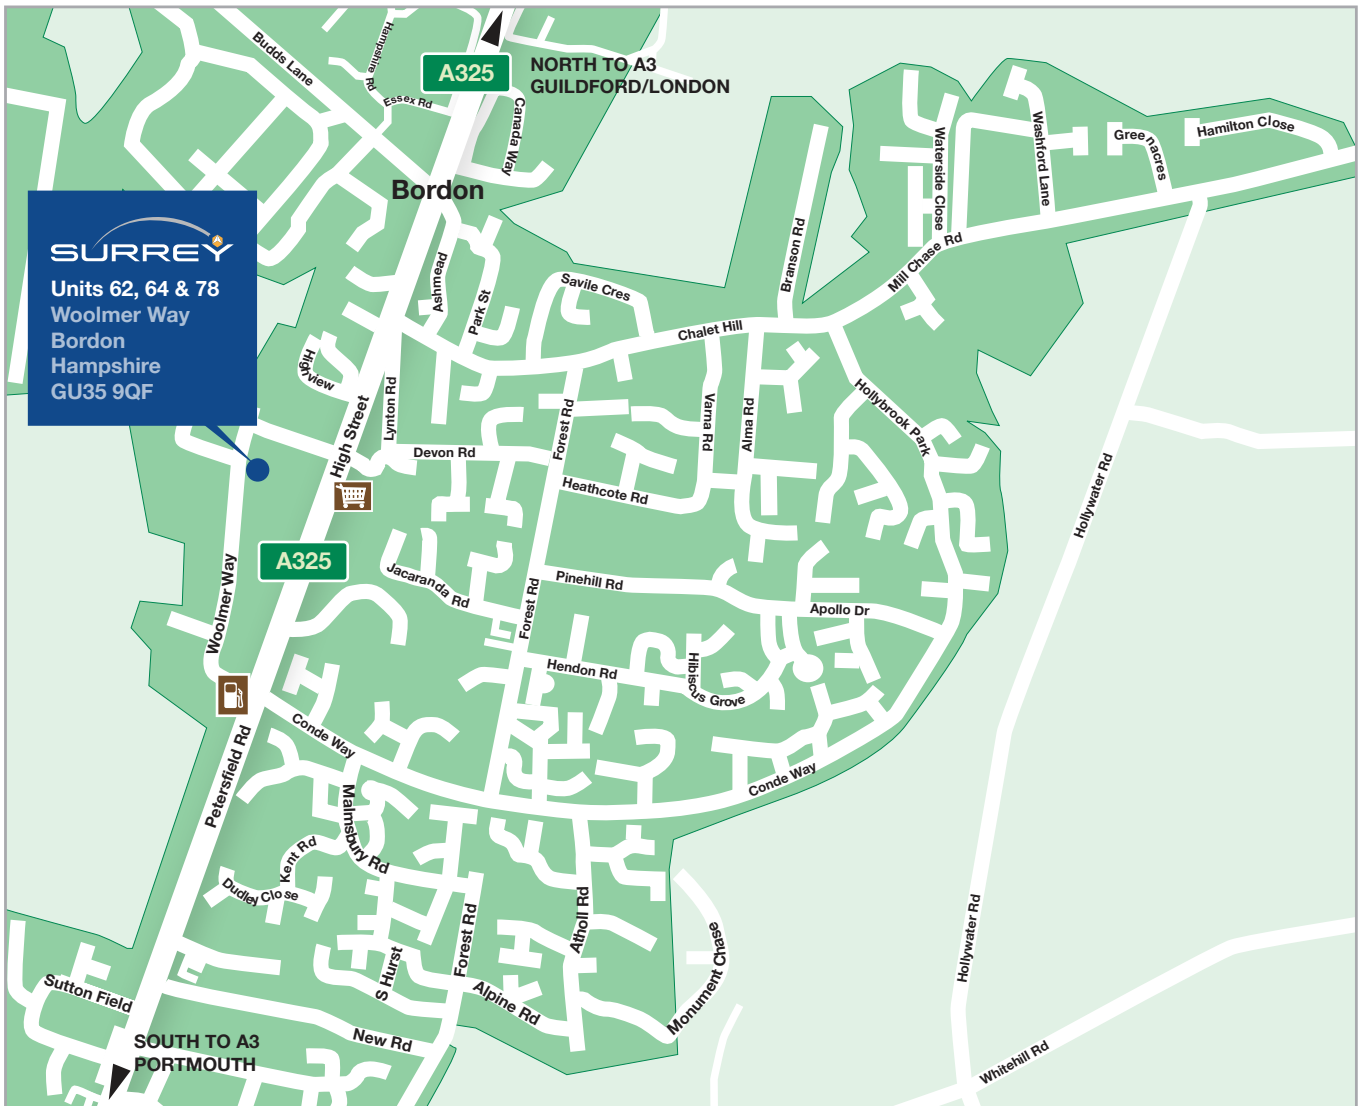 Budds Lane
Hampshire Rd
Essex Rd
A325
NORTH TO A3
GUILDFORD/LONDON
Canada Way
Bordon
Waterside Close
Washford Lane
Greenacres
Hamilton Close
SURREY
Units 62, 64 & 78
Woolmer Way
Bordon
Hampshire
GU35 9QF
Ashmead
Park St
Savile Cres
Branson Rd
Mill Chase Rd
Chalet Hill
Highview
High Street
Lynton Rd
Devon Rd
Forest Rd
Heathcote Rd
Varna Rd
Alma Rd
Hollybrook Park
Hollywater Rd
A325
Woolmer Way
Jacaranda Rd
Forest Rd
Pinehill Rd
Apollo Dr
Hendon Rd
Hibiscus Grove
Conde Way
Petersfield Rd
Conde Way
Malmsbury Rd
Kent Rd
Dudley Close
Forest Rd
Atholl Rd
Monument Chase
Hollywater Rd
S Hurst
Alpine Rd
Sutton Field
New Rd
SOUTH TO A3
PORTMOUTH
Whitehill Rd